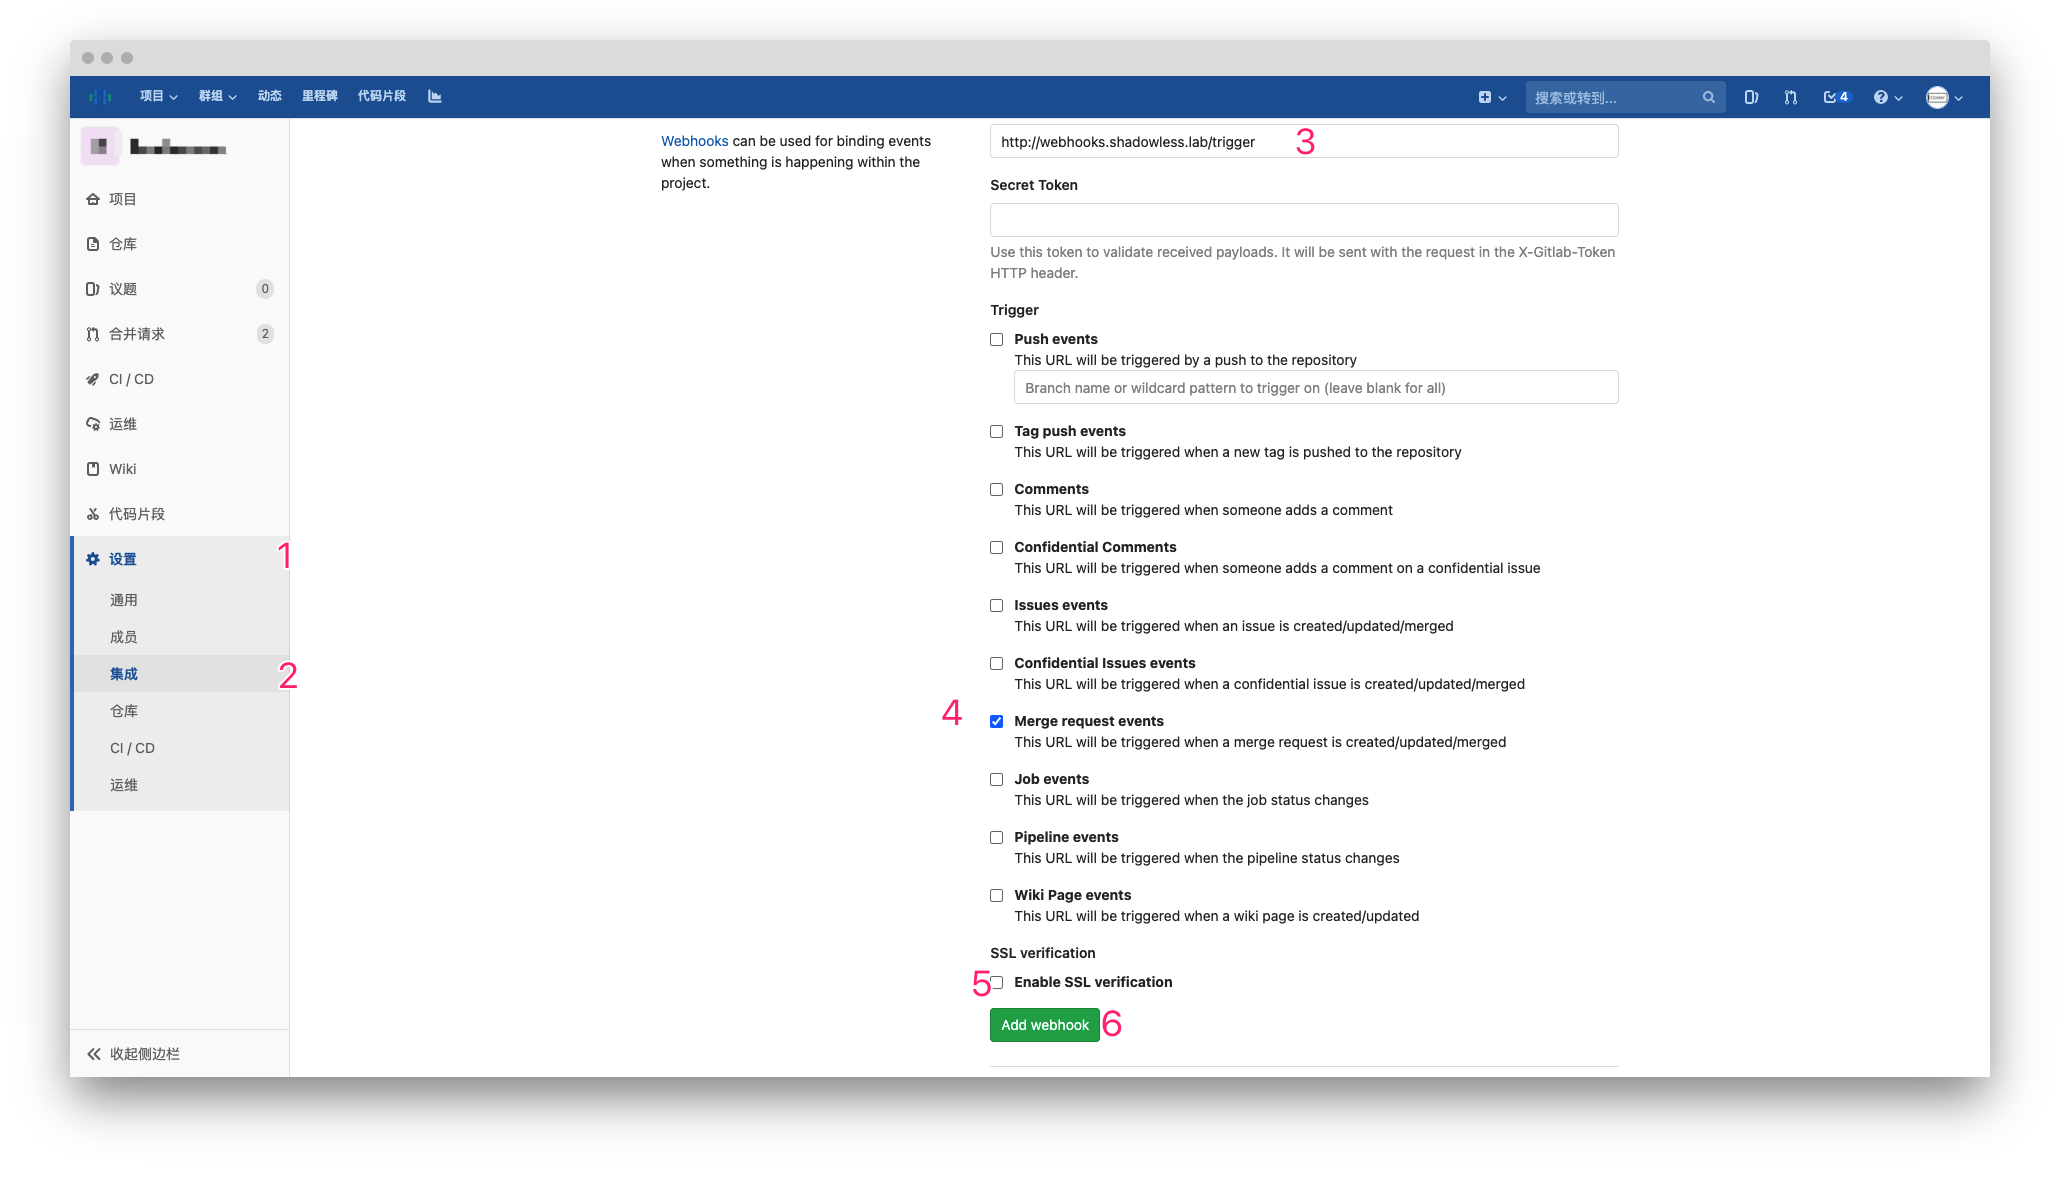 项目 群组 动态 里程碑 代码片段 搜索或转到... 4
项目
仓库
议题 0
合并请求 2
CI / CD
运维
Wiki
代码片段
设置 1
通用
成员
集成 2
仓库
CI / CD
运维
收起侧边栏
Webhooks can be used for binding events
when something is happening within the
project.
http://webhooks.shadowless.lab/trigger 3
Secret Token
Use this token to validate received payloads. It will be sent with the request in the X-Gitlab-Token
HTTP header.
Trigger
Push events
This URL will be triggered by a push to the repository
Branch name or wildcard pattern to trigger on (leave blank for all)
Tag push events
This URL will be triggered when a new tag is pushed to the repository
Comments
This URL will be triggered when someone adds a comment
Confidential Comments
This URL will be triggered when someone adds a comment on a confidential issue
Issues events
This URL will be triggered when an issue is created/updated/merged
Confidential Issues events
This URL will be triggered when a confidential issue is created/updated/merged
4 Merge request events
This URL will be triggered when a merge request is created/updated/merged
Job events
This URL will be triggered when the job status changes
Pipeline events
This URL will be triggered when the pipeline status changes
Wiki Page events
This URL will be triggered when a wiki page is created/updated
SSL verification
5 Enable SSL verification
Add webhook 6